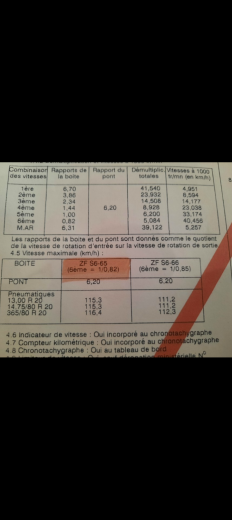 Combinaison des vitesses Rapports de la boîte Rapport du pont Démultiplic. totales Vitesses à 1000 t/mn (en km/h)
1ère 6,70 41,540 4,951
2ème 3,86 23,932 8,594
3ème 2,34 14,508 14,177
4ème 1,44 6,20 8,928 23,038
5ème 1,00 6,200 33,174
6ème 0,82 5,084 40,456
M.AR 6,31 39,122 5,257
Les rapports de la boîte et du pont sont donnés comme le quotient
de la vitesse de rotation d'entrée sur la vitesse de rotation de sortie
4.5 Vitesse maximale (km/h) :
BOITE ZF 56-65 ZF 56-66
(6ème = 1/0,82) (6ème = 1/0,85)
PONT 6,20 6,20
Pneumatiques
13,00 R 20 115,3 111,2
14,75/80 R 20 115,3 111,2
365/80 R 20 116,4 112,3
4.6 Indicateur de vitesse : Oui incorporé au chronotachygraphe
4.7 Compteur kilométrique : Oui incorporé au chronotachygraphe
4.8 Chronotachygraphe : Oui au tableau de bord